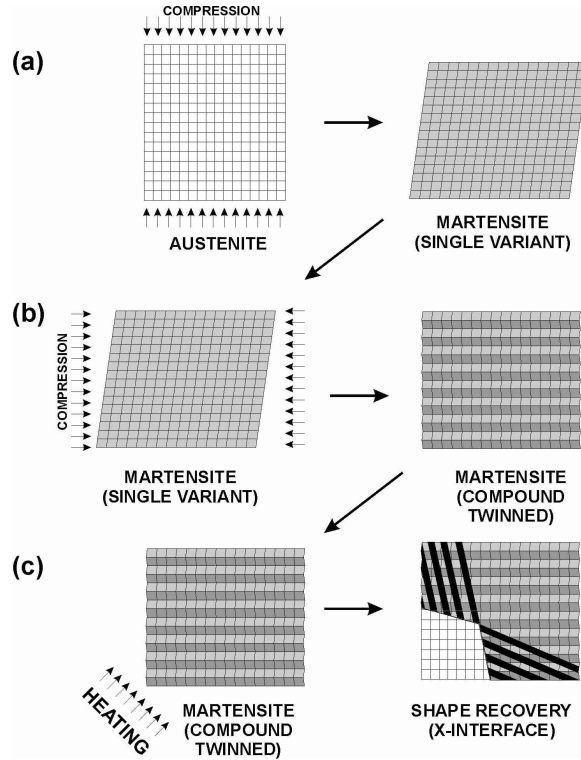 COMPRESSION
(a)
AUSTENITE
MARTENSITE
(SINGLE VARIANT)
(b)
COMPRESSION
MARTENSITE
(SINGLE VARIANT)
MARTENSITE
(COMPOUND
TWINNED)
(c)
HEATING
MARTENSITE
(COMPOUND
TWINNED)
SHAPE RECOVERY
(X-INTERFACE)